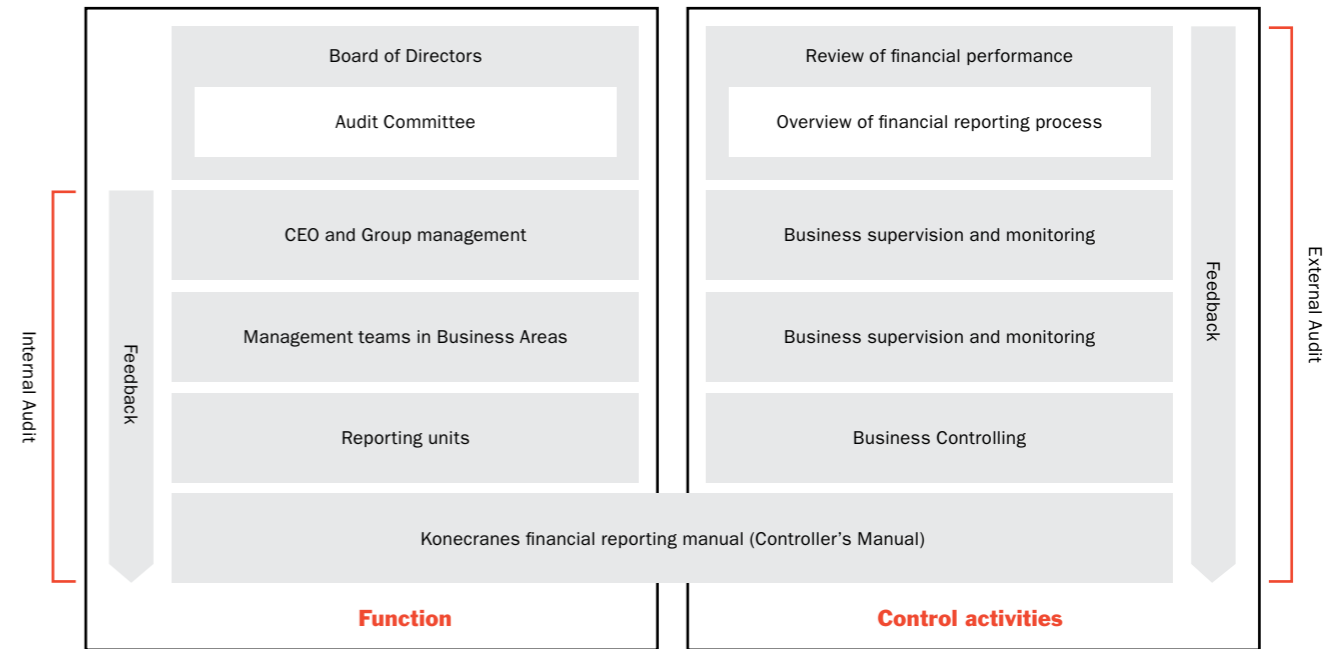 Board of Directors
Audit Committee
CEO and Group management
Management teams in Business Areas
Reporting units
Internal Audit
Feedback
Review of financial performance
Overview of financial reporting process
Business supervision and monitoring
Business supervision and monitoring
Business Controlling
Feedback
External Audit
Konecranes financial reporting manual (Controller’s Manual)
Function
Control activities